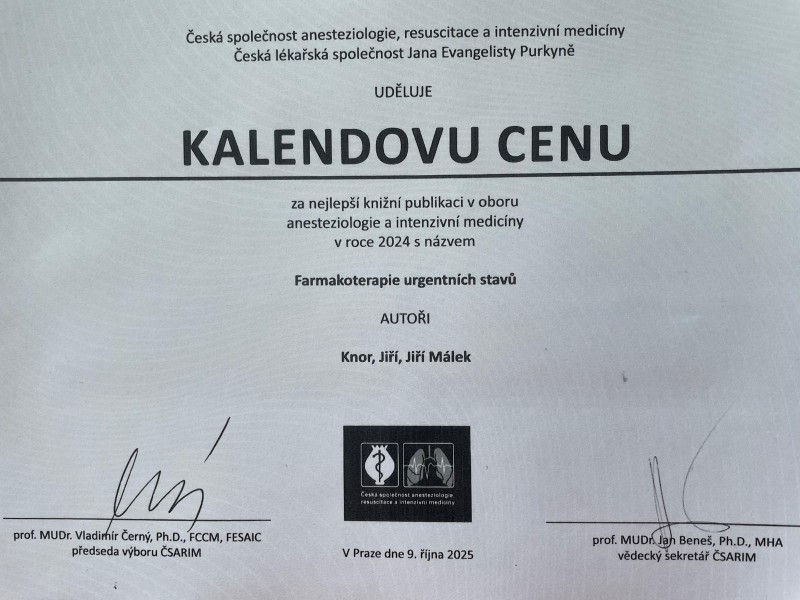 Česká společnost anesteziologie, resuscitace a intenzivní medicíny
Česká lékařská společnost Jana Evangelisty Purkyně
UDĚLUJE
KALENDOVU CENU
za nejlepší knižní publikaci v oboru
anesteziologie a intenzivní medicíny
v roce 2024 s názvem
Farmakoterapie urgentních stavů
AUTOŘI
Knor, Jiří, Jiří Málek
Česká společnost anesteziologie
resuscitace a intenzivní medicíny
prof. MUDr. Vladimír Černý, Ph.D., FCCM, FESAIC
předseda výboru ČSARIM
V Praze dne 9. října 2025
prof. MUDr. Jan Beneš, Ph.D., MHA
vědecký šekretář ČSARIM